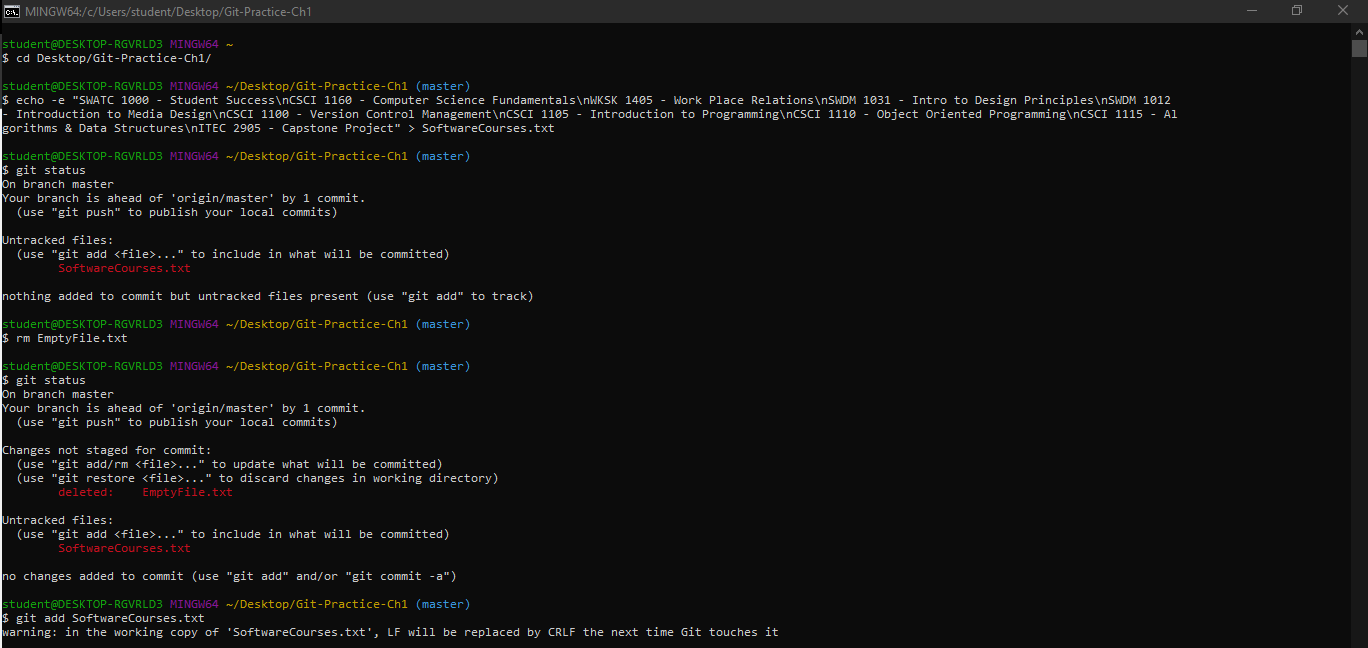 MINGW64:/c/Users/student/Desktop/Git-Practice-Ch1
student@DESKTOP-RGVRLD3 MINGW64 ~
$ cd Desktop/Git-Practice-Ch1/
student@DESKTOP-RGVRLD3 MINGW64 ~/Desktop/Git-Practice-Ch1 (master)
$ echo -e "SWATC 1000 - Student Success\nCSCI 1160 - Computer Science Fundamentals\nWKSK 1405 - Work Place Relations\nSWDM 1031 - Intro to Design Principles\nSWDM 1012
- Introduction to Media Design\nCSCI 1100 - Version Control Management\nCSCI 1105 - Introduction to Programming\nCSCI 1110 - Object Oriented Programming\nCSCI 1115 - Al
gorithms & Data Structures\nITEC 2905 - Capstone Project" > SoftwareCourses.txt
student@DESKTOP-RGVRLD3 MINGW64 ~/Desktop/Git-Practice-Ch1 (master)
$ git status
On branch master
Your branch is ahead of 'origin/master' by 1 commit.
  (use "git push" to publish your local commits)
Untracked files:
  (use "git add <file>..." to include in what will be committed)
        SoftwareCourses.txt
nothing added to commit but untracked files present (use "git add" to track)
student@DESKTOP-RGVRLD3 MINGW64 ~/Desktop/Git-Practice-Ch1 (master)
$ rm EmptyFile.txt
student@DESKTOP-RGVRLD3 MINGW64 ~/Desktop/Git-Practice-Ch1 (master)
$ git status
On branch master
Your branch is ahead of 'origin/master' by 1 commit.
  (use "git push" to publish your local commits)
Changes not staged for commit:
  (use "git add/rm <file>..." to update what will be committed)
  (use "git restore <file>..." to discard changes in working directory)
        deleted:    EmptyFile.txt
Untracked files:
  (use "git add <file>..." to include in what will be committed)
        SoftwareCourses.txt
no changes added to commit (use "git add" and/or "git commit -a")
student@DESKTOP-RGVRLD3 MINGW64 ~/Desktop/Git-Practice-Ch1 (master)
$ git add SoftwareCourses.txt
warning: in the working copy of 'SoftwareCourses.txt', LF will be replaced by CRLF the next time Git touches it